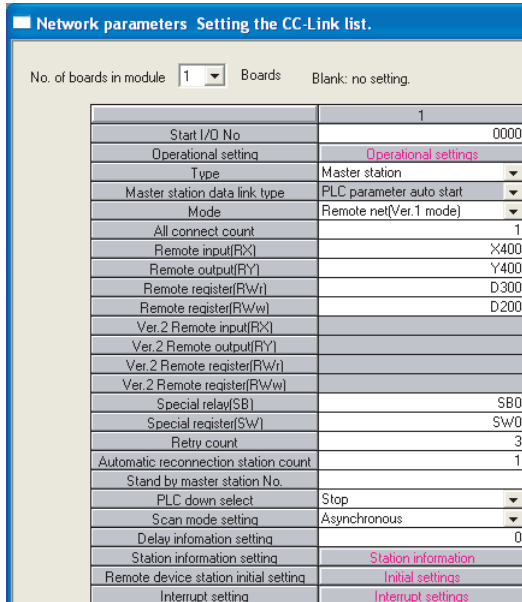 Network parameters Setting the CC-Link list.
No. of boards in module 1 Boards Blank: no setting.
1
Start I/O No 0000
Operational setting Operational settings
Type Master station
Master station data link type PLC parameter auto start
Mode Remote net(Ver.1 mode)
All connect count 1
Remote input(RX) X400
Remote output(RY) Y400
Remote register(RWr) D300
Remote register(RWw) D200
Ver.2 Remote input(RX)
Ver.2 Remote output(RY)
Ver.2 Remote register(RWr)
Ver.2 Remote register(RWw)
Special relay(SB) SB0
Special register(SW) SW0
Retry count 3
Automatic reconnection station count 1
Stand by master station No.
PLC down select Stop
Scan mode setting Asynchronous
Delay infomation setting 0
Station information setting Station information
Remote device station initial setting Initial settings
Interrupt setting Interrupt settings